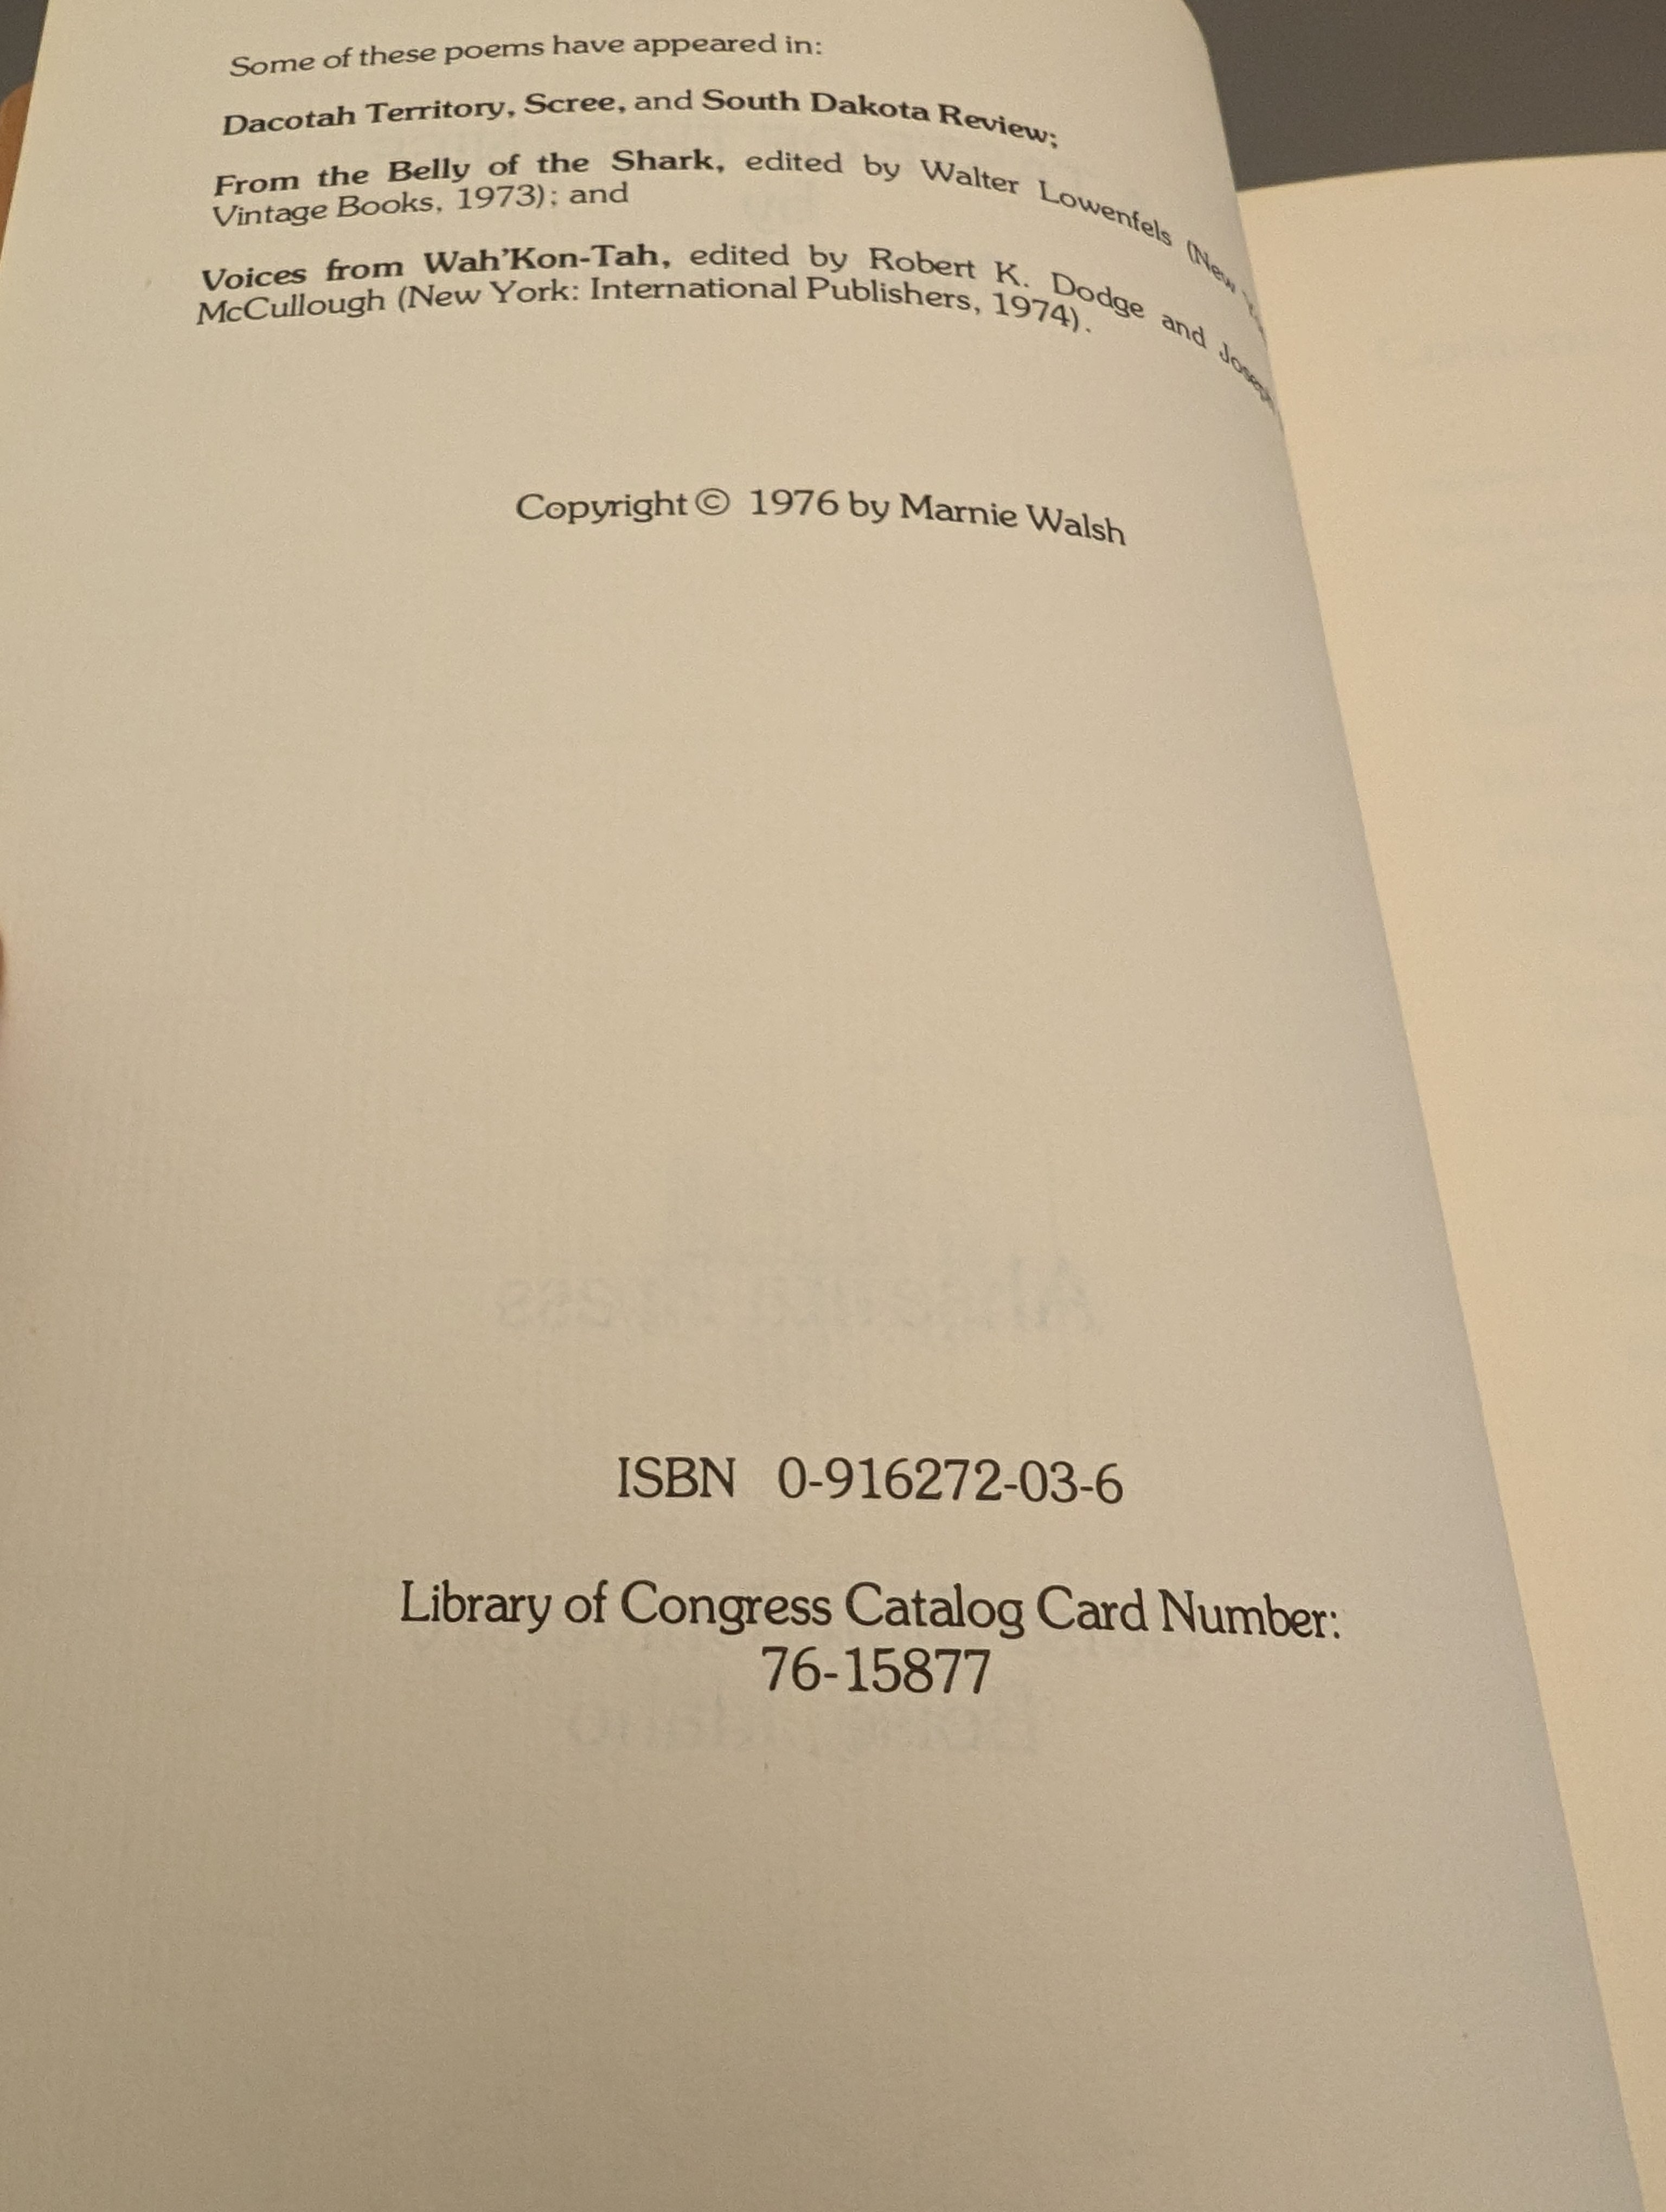 Some of these poems have appeared in:
Dacotah Territory, Scree, and South Dakota Review;
From the Belly of the Shark, edited by Walter Lowenfels (New
Vintage Books, 1973); and
Voices from Wah'Kon-Tah, edited by Robert K. Dodge and Joseph
McCullough (New York: International Publishers, 1974).
Copyright © 1976 by Marnie Walsh
ISBN 0-916272-03-6
Library of Congress Catalog Card Number:
76-15877